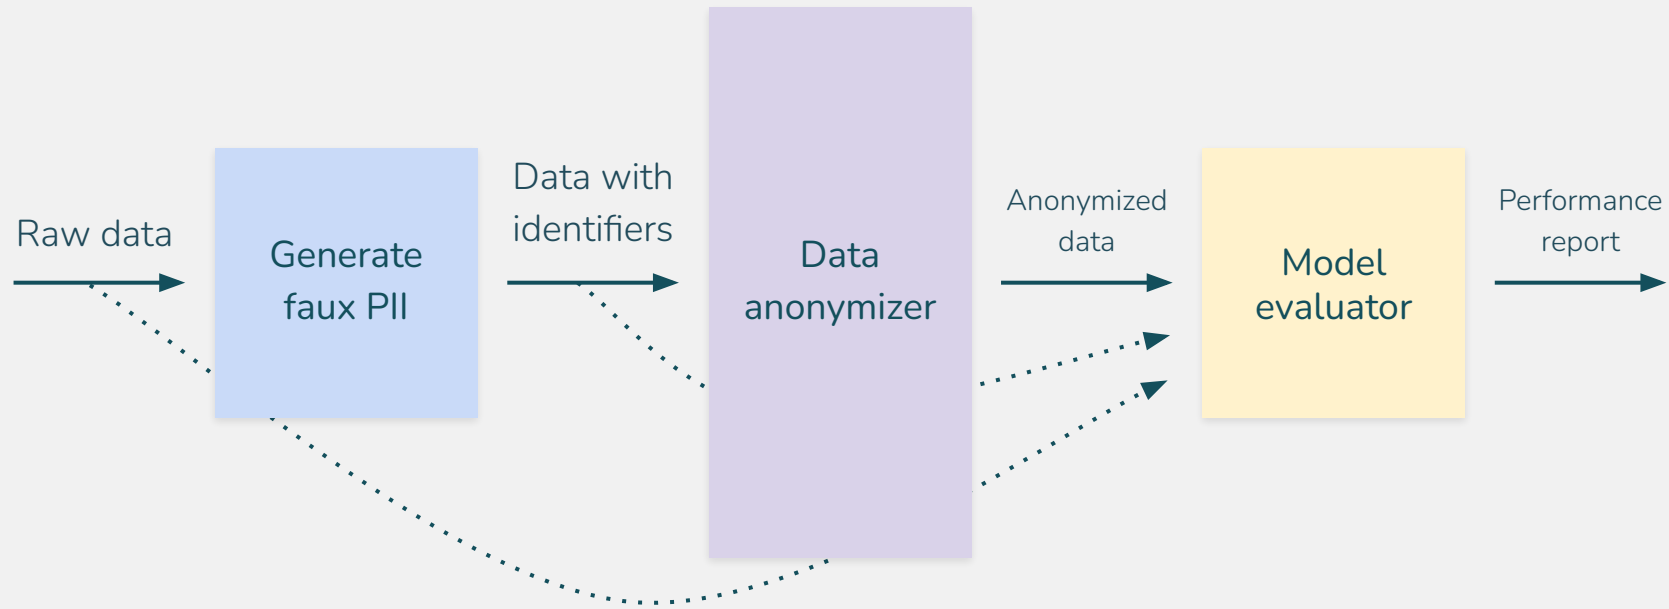 Raw data
Generate
faux PII
Data with
identifiers
Data
anonymizer
Anonymized
data
Model
evaluator
Performance
report